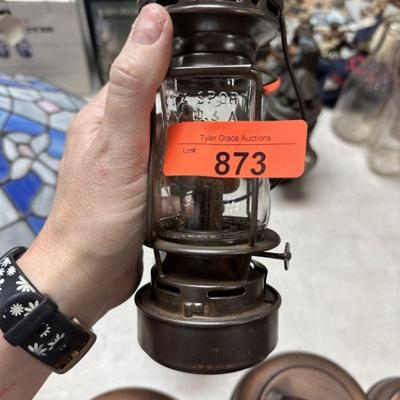 SPOR
U.S.A
Tyler Grace Auctions
Lot#:
873